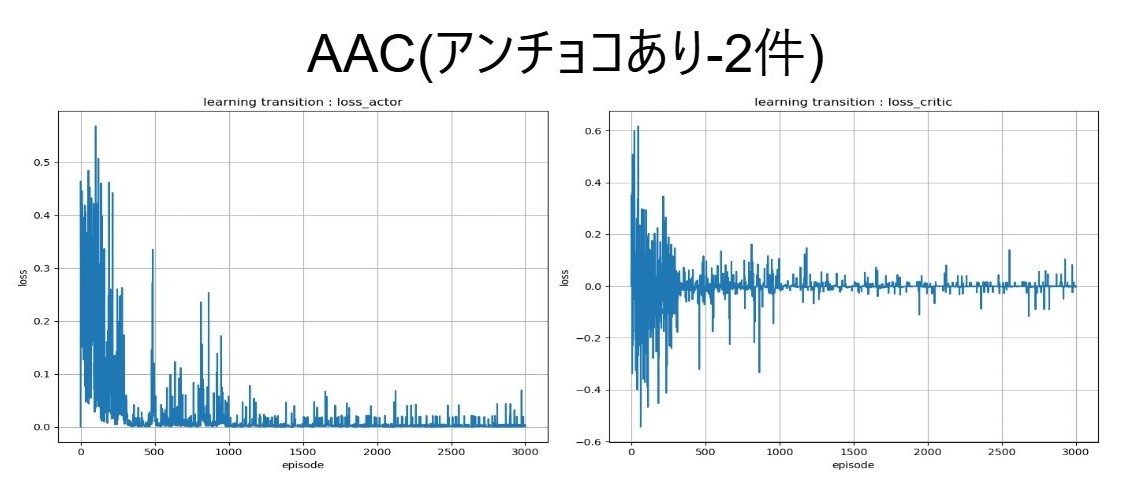 AAC(アンチョコあり-2件)
learning transition : loss_actor
loss
0.5
0.4
0.3
0.2
0.1
0.0
0 500 1000 1500 2000 2500 3000
episode
learning transition : loss_critic
loss
0.6
0.4
0.2
0.0
−0.2
−0.4
−0.6
0 500 1000 1500 2000 2500 3000
episode